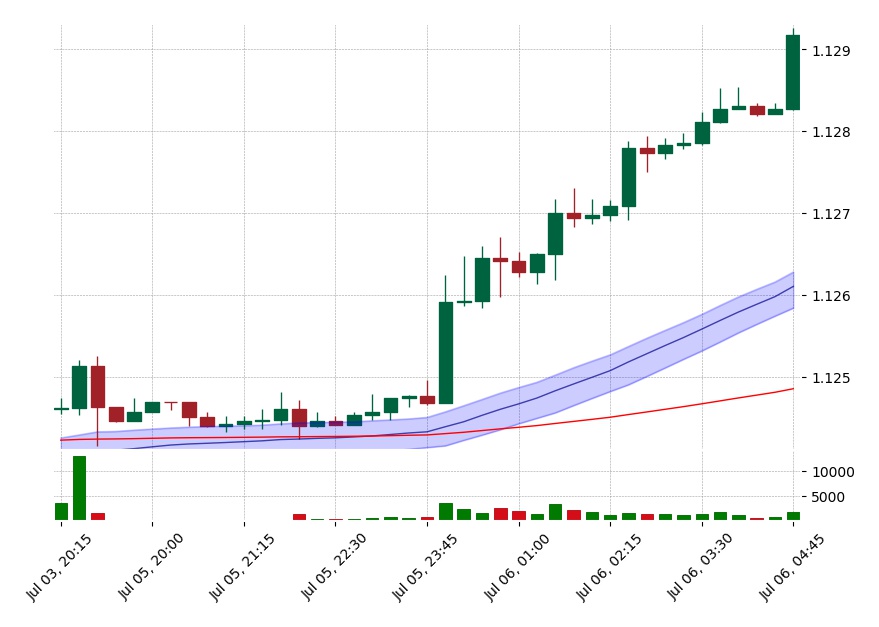 1.129
1.128
1.127
1.126
1.125
10000
5000
Jul 03, 20:15
Jul 05, 20:00
Jul 05, 21:15
Jul 05, 22:30
Jul 05, 23:45
Jul 06, 01:00
Jul 06, 02:15
Jul 06, 03:30
Jul 06, 04:45